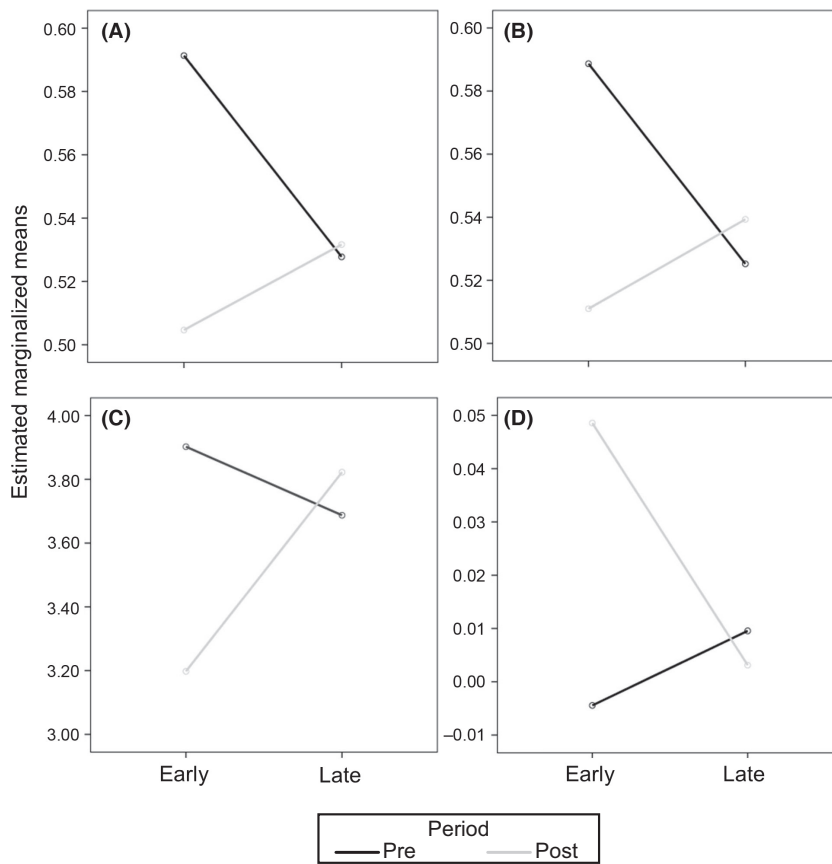 (A)
0.60
0.58
0.56
0.54
0.52
0.50
(B)
0.60
0.58
0.56
0.54
0.52
0.50
Estimated marginalized means
(C)
4.00
3.80
3.60
3.40
3.20
3.00
Early Late
(D)
0.05
0.04
0.03
0.02
0.01
0.00
–0.01
Early Late
Period
Pre Post